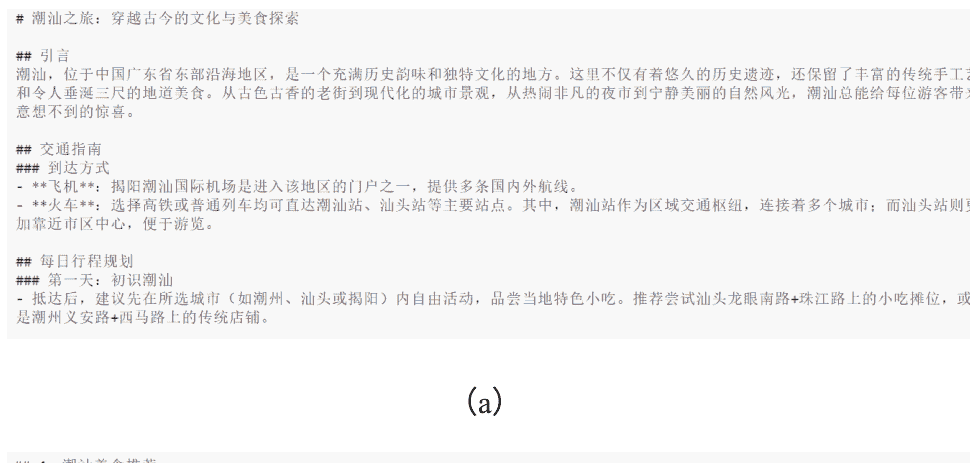 # 潮汕之旅：穿越古今的文化与美食探索
## 引言
潮汕，位于中国广东省东部沿海地区，是一个充满历史韵味和独特文化的地方。这里不仅有着悠久的历史遗迹，还保留了丰富的传统手工
和令人垂涎三尺的地道美食。从古色古香的老街到现代化的城市景观，从热闹非凡的夜市到宁静美丽的自然风光，潮汕总能给每位游客带
意想不到的惊喜。
## 交通指南
### 到达方式
- **飞机**：揭阳潮汕国际机场是进入该地区的门户之一，提供多条国内外航线。
- **火车**：选择高铁或普通列车均可直达潮汕站、汕头站等主要站点。其中，潮汕站作为区域交通枢纽，连接着多个城市；而汕头站则
加靠近市区中心，便于游览。
## 每日行程规划
### 第一天：初识潮汕
- 抵达后，建议先在所选城市（如潮州、汕头或揭阳）内自由活动，品尝当地特色小吃。推荐尝试汕头龙眼南路+珠江路上的小吃摊位，或
是潮州义安路+西马路上的传统店铺。
(a)